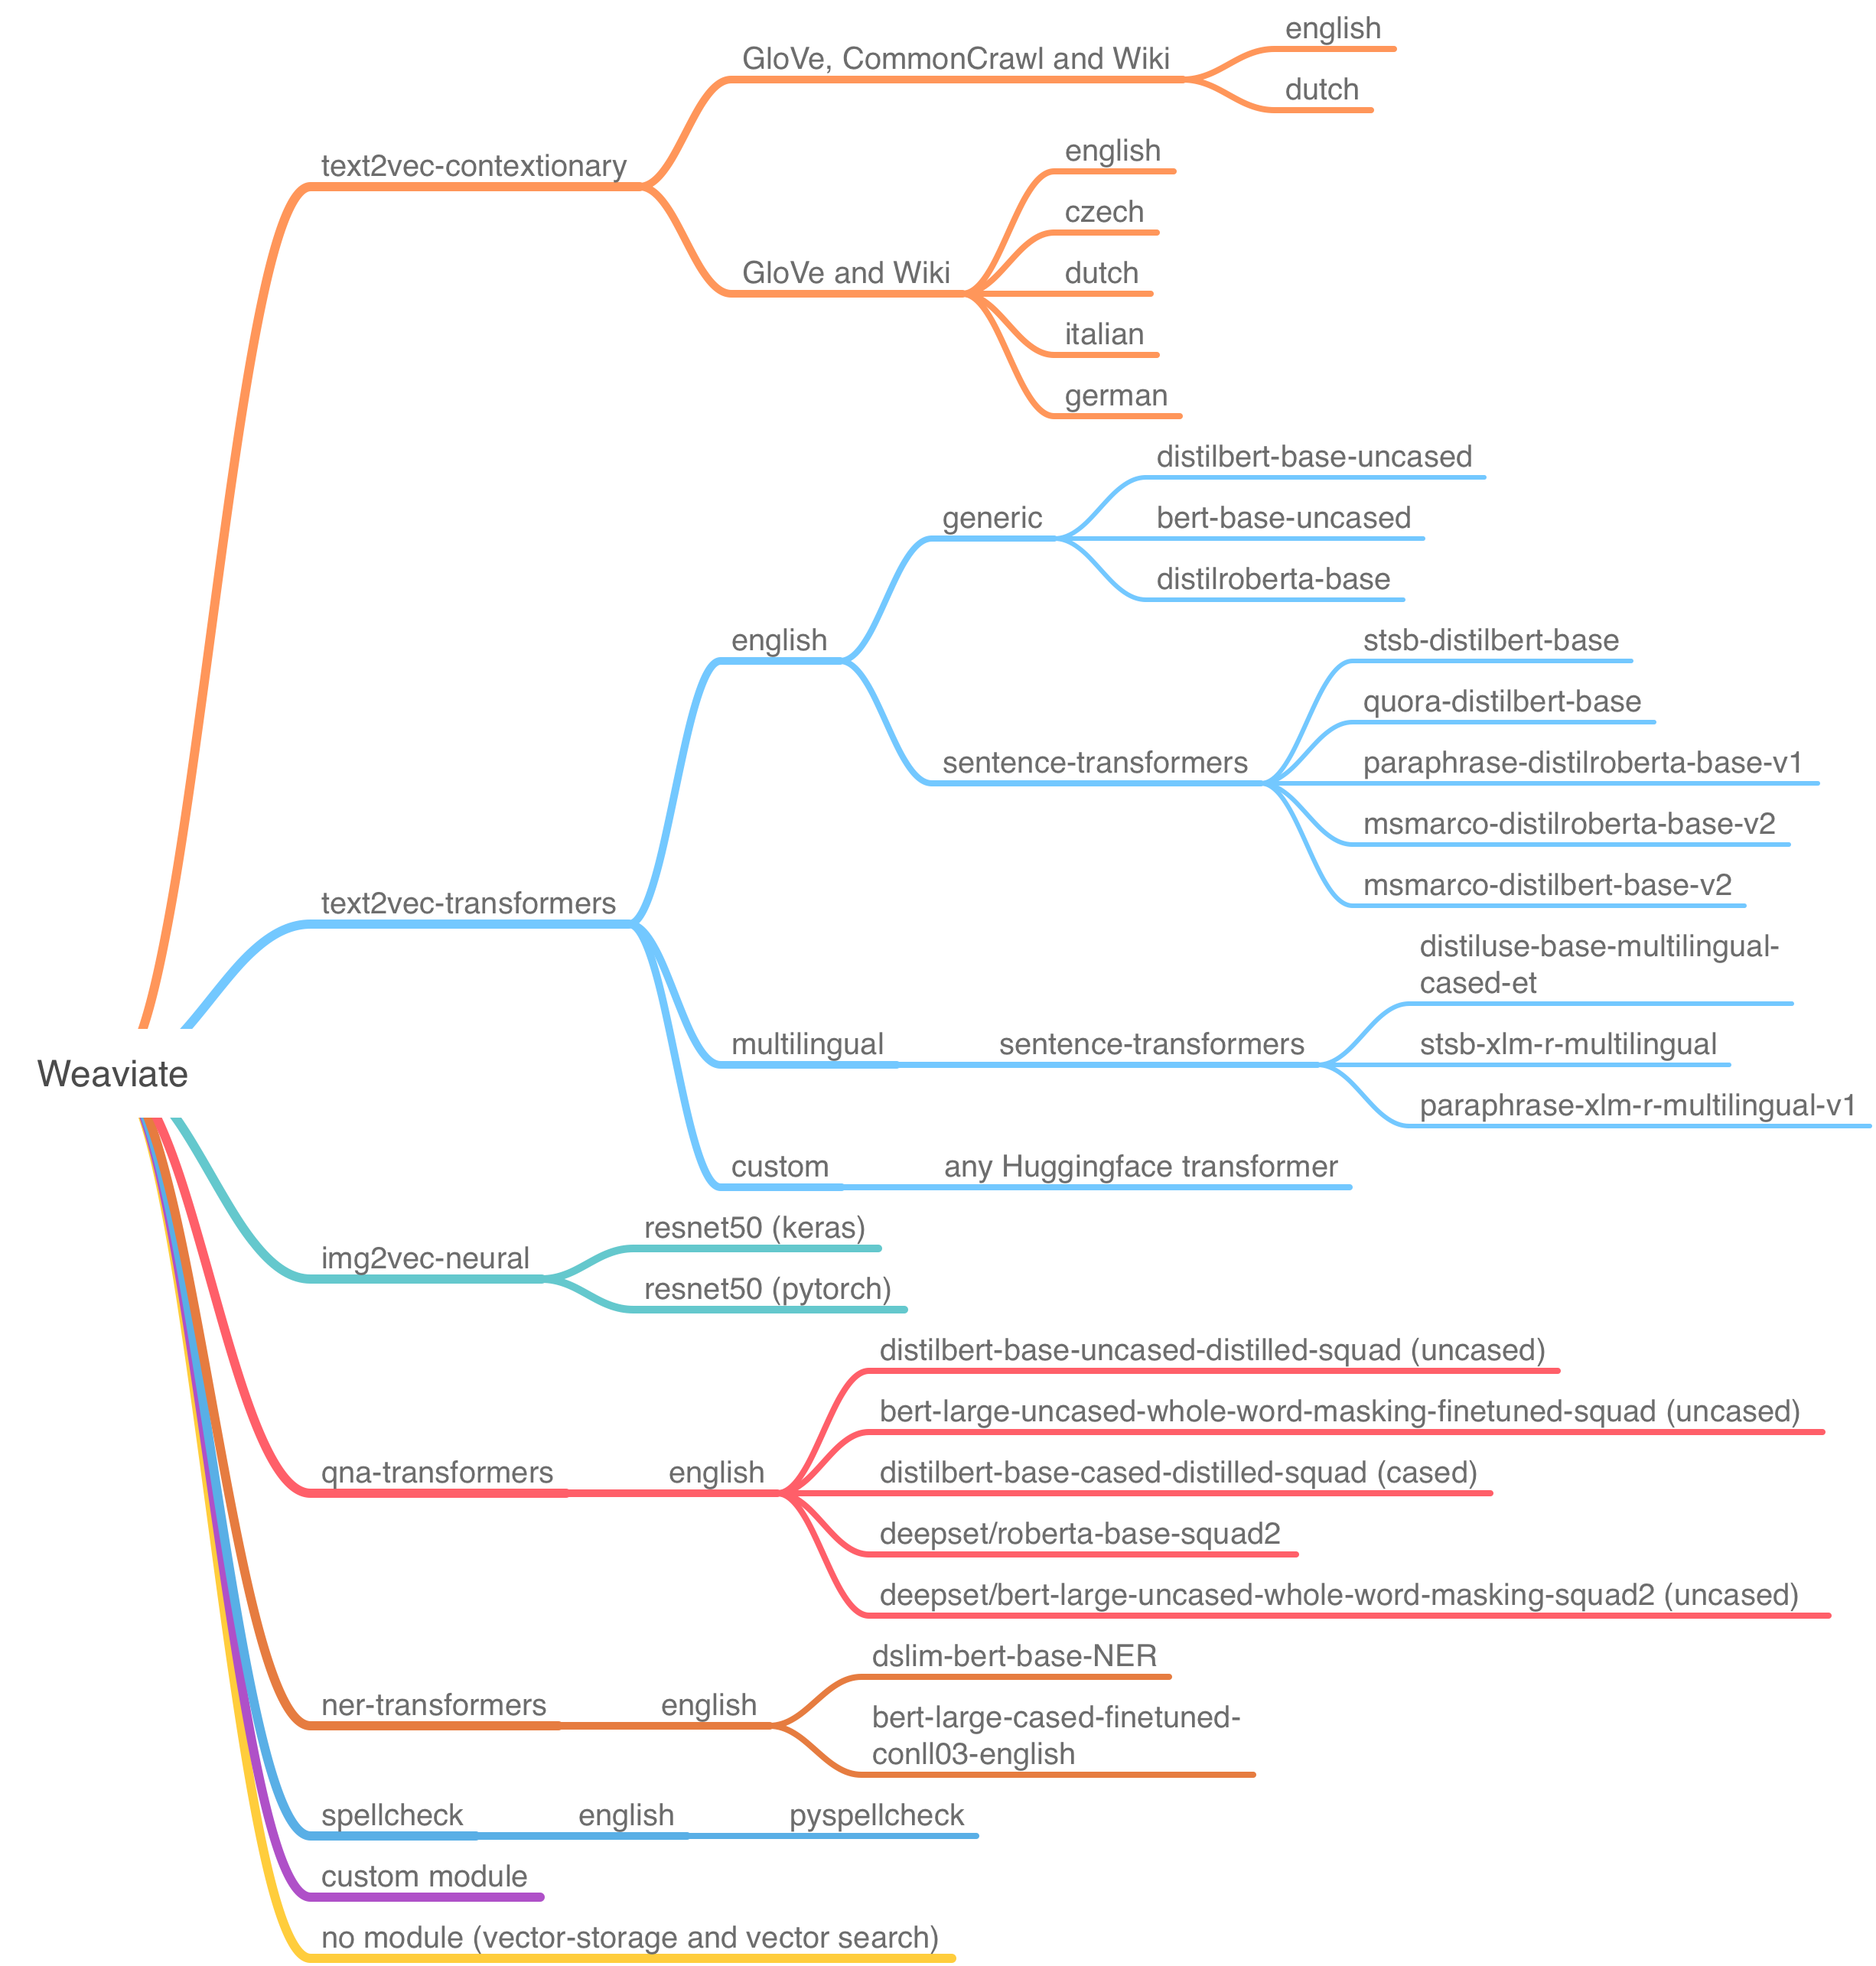 Weaviate
text2vec-contextionary
GloVe, CommonCrawl and Wiki
english
dutch
GloVe and Wiki
english
czech
dutch
italian
german
text2vec-transformers
english
generic
distilbert-base-uncased
bert-base-uncased
distilroberta-base
sentence-transformers
stsb-distilbert-base
quora-distilbert-base
paraphrase-distilroberta-base-v1
msmarco-distilroberta-base-v2
msmarco-distilbert-base-v2
multilingual
sentence-transformers
distiluse-base-multilingual-
cased-et
stsb-xlm-r-multilingual
paraphrase-xlm-r-multilingual-v1
custom
any Huggingface transformer
img2vec-neural
resnet50 (keras)
resnet50 (pytorch)
qna-transformers
english
distilbert-base-uncased-distilled-squad (uncased)
bert-large-uncased-whole-word-masking-finetuned-squad (uncased)
distilbert-base-cased-distilled-squad (cased)
deepset/roberta-base-squad2
deepset/bert-large-uncased-whole-word-masking-squad2 (uncased)
ner-transformers
english
dslim-bert-base-NER
bert-large-cased-finetuned-
conll03-english
spellcheck
english
pyspellcheck
custom module
no module (vector-storage and vector search)